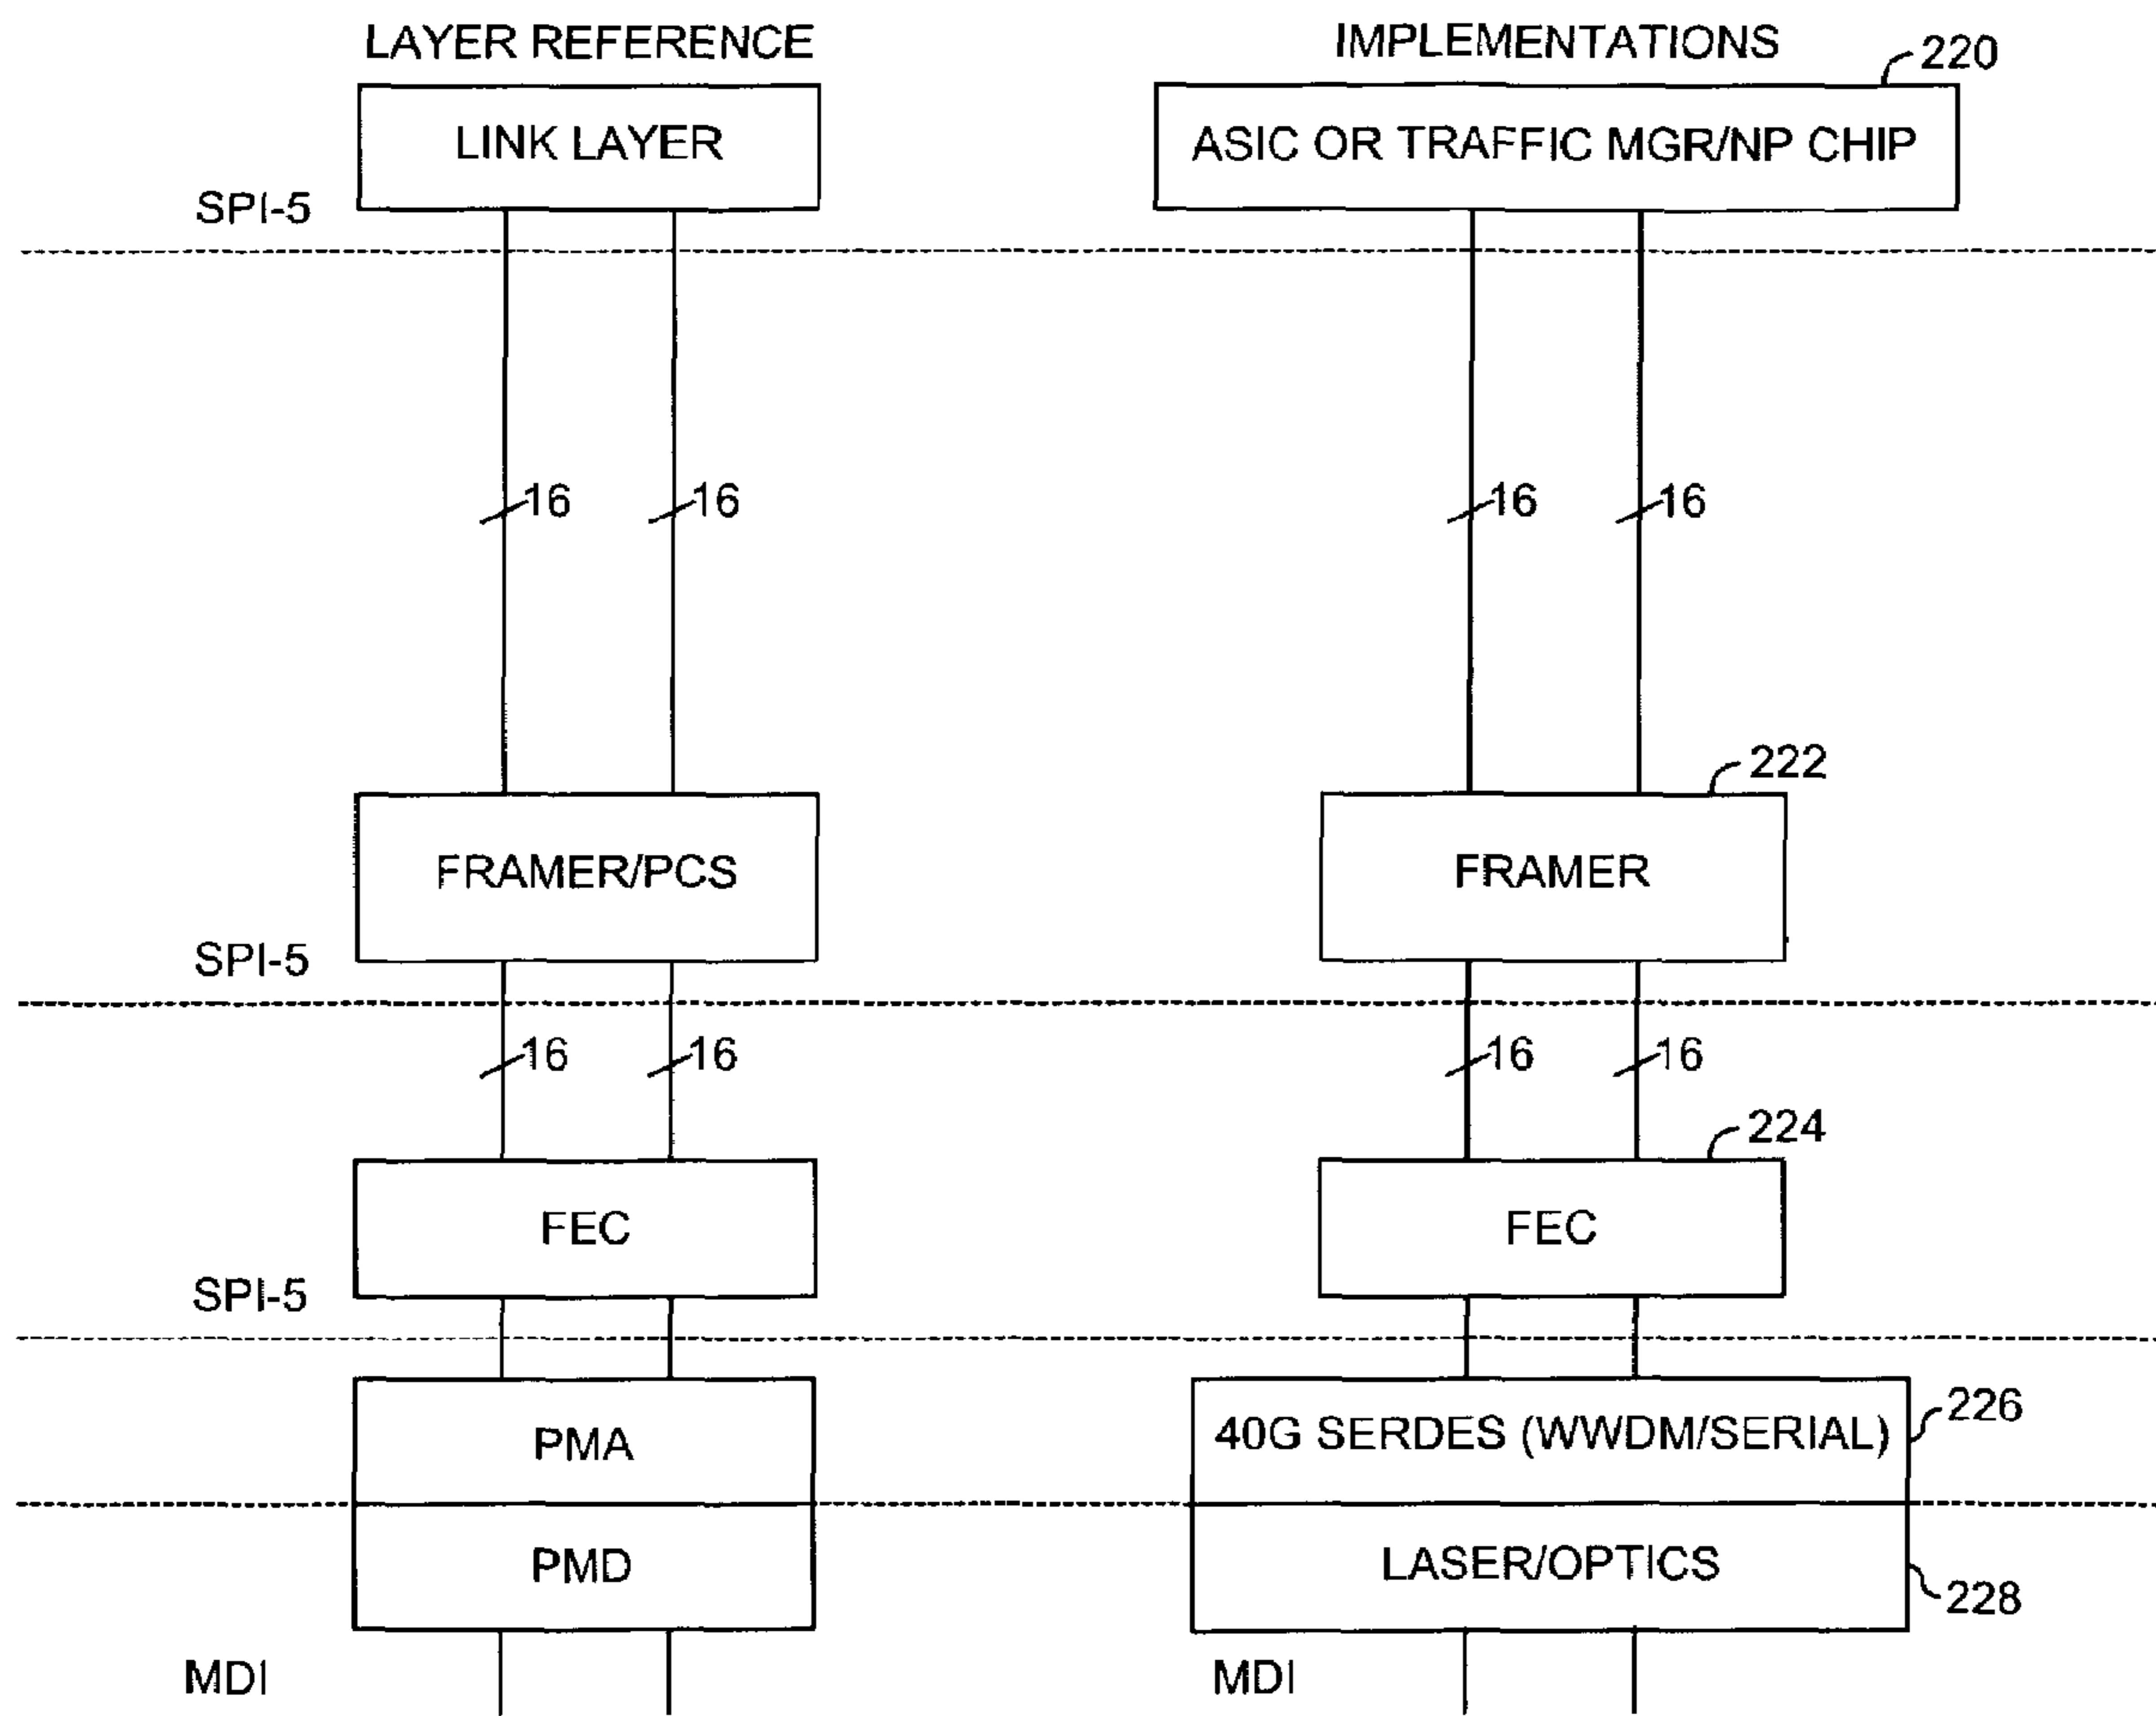 LAYER REFERENCE
IMPLEMENTATIONS
220
LINK LAYER
ASIC OR TRAFFIC MGR/NP CHIP
SPI-5
16
16
16
16
222
FRAMER/PCS
FRAMER
SPI-5
16
16
16
16
224
FEC
FEC
SPI-5
PMA
40G SERDES (WWDM/SERIAL)
226
PMD
LASER/OPTICS
228
MDI
MDI